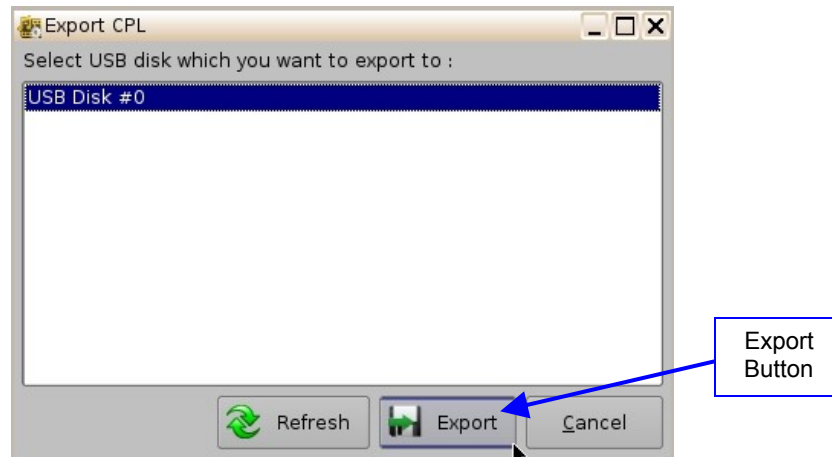 Export CPL
Select USB disk which you want to export to :
USB Disk #0
Refresh
Export
Cancel
Export
Button